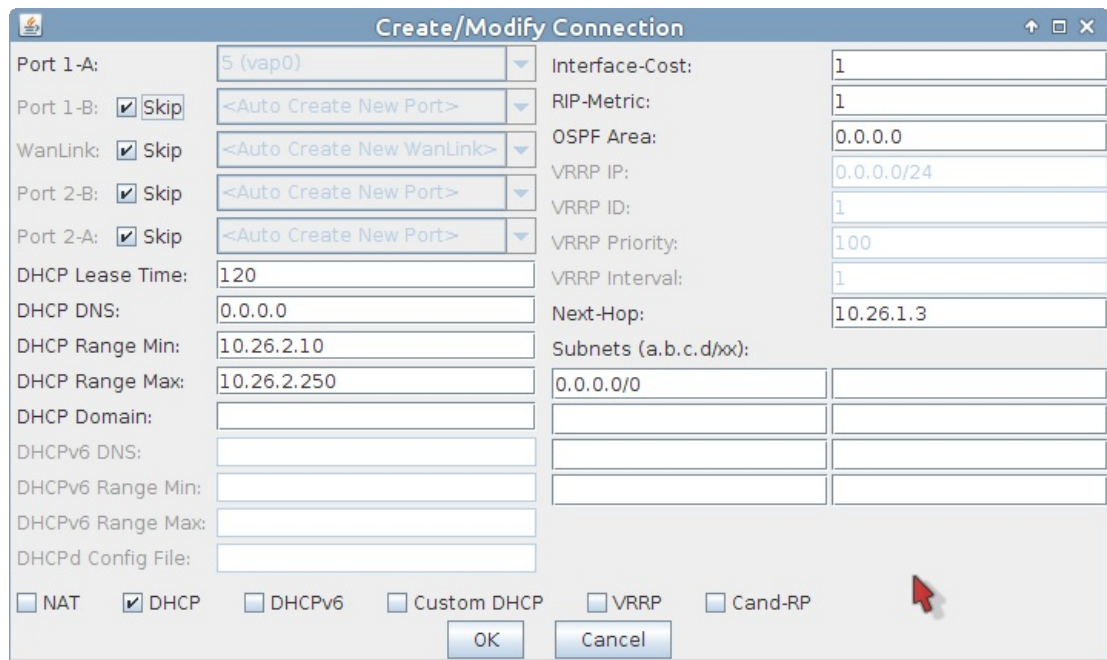 Create/Modify Connection
Port 1-A: 5 (vap0)
Port 1-B: Skip <Auto Create New Port>
WanLink: Skip <Auto Create New WanLink>
Port 2-B: Skip <Auto Create New Port>
Port 2-A: Skip <Auto Create New Port>
DHCP Lease Time: 120
DHCP DNS: 0.0.0.0
DHCP Range Min: 10.26.2.10
DHCP Range Max: 10.26.2.250
DHCP Domain:
DHCPv6 DNS:
DHCPv6 Range Min:
DHCPv6 Range Max:
DHCPd Config File:
Interface-Cost: 1
RIP-Metric: 1
OSPF Area: 0.0.0.0
VRRP IP: 0.0.0.0/24
VRRP ID: 1
VRRP Priority: 100
VRRP Interval: 1
Next-Hop: 10.26.1.3
Subnets (a.b.c.d/xx):
0.0.0.0/0
NAT DHCP DHCPv6 Custom DHCP VRRP Cand-RP
OK Cancel